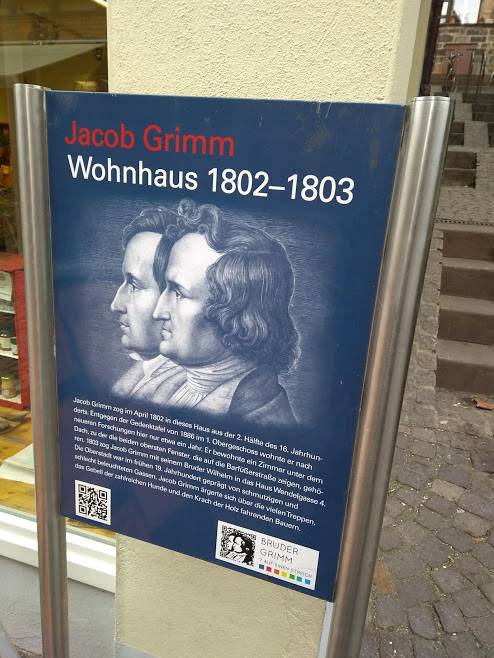 Jacob Grimm
Wohnhaus 1802–1803
Jacob Grimm zog im April 1802 in dieses Haus aus der 2. Hälfte des 16. Jahrhun-
derts. Entgegen der Gedenktafel von 1886 im 1. Obergeschoss wohnte er nach
neueren Forschungen hier nur etwa ein Jahr. Er bewohnte ein Zimmer unter dem
Dach, zu der die beiden obersten Fenster, die auf die Barfüßerstraße zeigen, gehö-
ren. 1803 zog Jacob Grimm mit seinem Bruder Wilhelm in das Haus Wendelgasse 4.
Die Oberstadt war im frühen 19. Jahrhundert geprägt von schmutzigen und
schlecht beleuchteten Gassen. Jacob Grimm ärgerte sich über die vielen Treppen,
das Gebell der zahlreichen Hunde und den Krach der Holz fahrenden Bauern.
BRÜDER
GRIMM
7 AUF EINEN STREICH